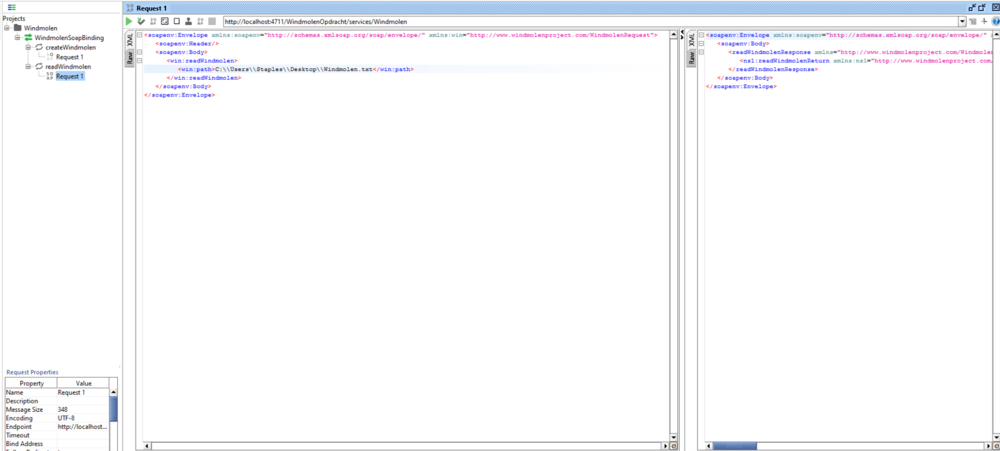 Request 1
Projects
Windmolen
WindmolenSoapBinding
createWindmolen
Request 1
readWindmolen
Request 1
http://localhost:4711/WindmolenOpdracht/services/Windmolen
XML
Raw
<soapenv:Envelope xmlns:soapenv="http://schemas.xmlsoap.org/soap/envelope/" xmlns:win="http://www.windmolenproject.com/WindmolenRequest">
<soapenv:Header/>
<soapenv:Body>
<win:readWindmolen>
<win:path>C:\\Users\\Staples\\Desktop\\Windmolen.txt</win:path>
</win:readWindmolen>
</soapenv:Body>
</soapenv:Envelope>
XML
Raw
<soapenv:Envelope xmlns:soapenv="http://schemas.xmlsoap.org/soap/envelope/"
<soapenv:Body>
<readWindmolenResponse xmlns="http://www.windmolenproject.com/Windmolen
<ns1:readWindmolenReturn xmlns:ns1="http://www.windmolenproject.com/
</readWindmolenResponse>
</soapenv:Body>
</soapenv:Envelope>
Request Properties
Property Value
Name Request 1
Description
Message Size 348
Encoding UTF-8
Endpoint http://localhost...
Timeout
Bind Address